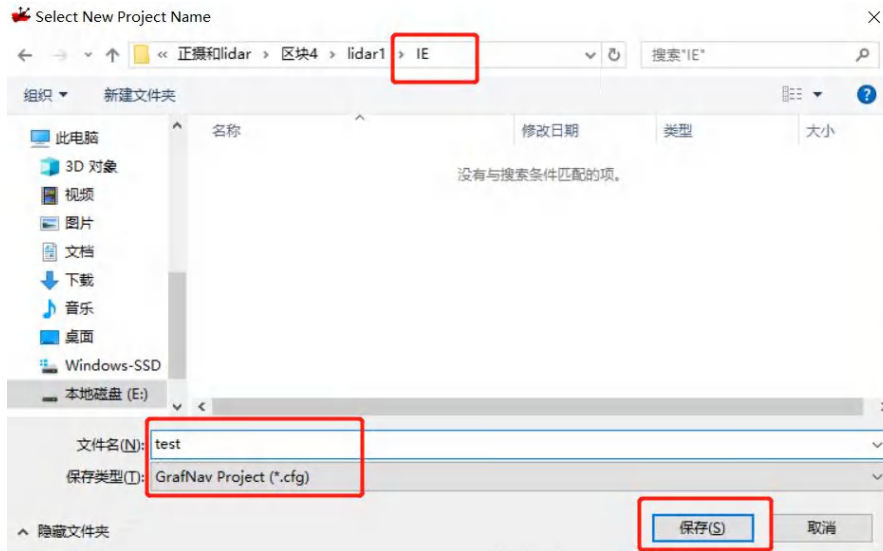 Select New Project Name
« 正摄和lidar › 区块4 › lidar1 › IE
搜索"IE"
组织 新建文件夹
名称 修改日期 类型 大小
没有与搜索条件匹配的项。
此电脑
3D 对象
视频
图片
文档
下载
音乐
桌面
Windows-SSD
本地磁盘 (E:)
文件名(N): test
保存类型(T): GrafNav Project (*.cfg)
隐藏文件夹 保存(S) 取消